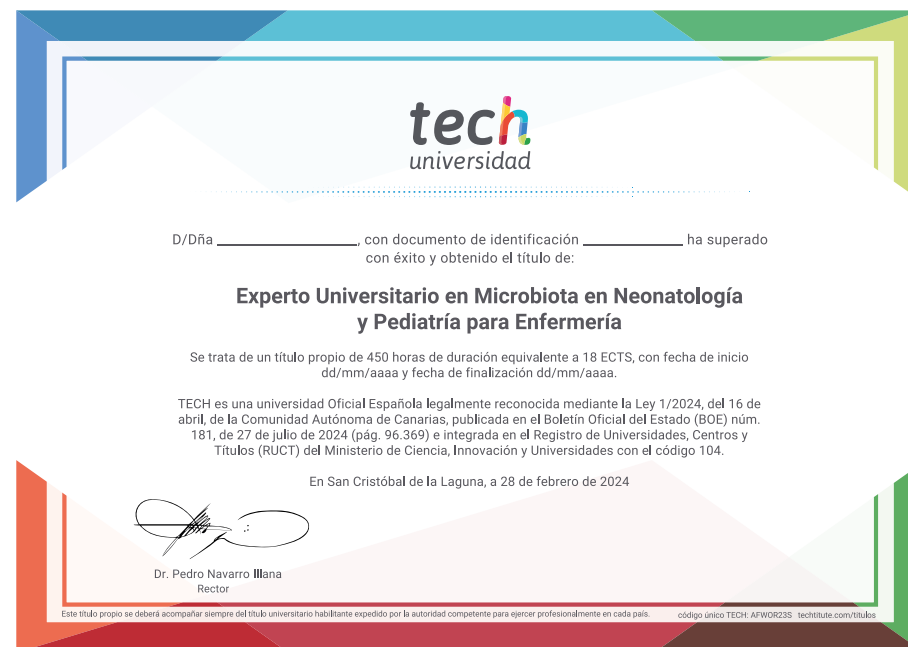 tech
universidad
D/Dña ____________, con documento de identificación ____________ ha superado
con éxito y obtenido el título de:
Experto Universitario en Microbiota en Neonatología
y Pediatría para Enfermería
Se trata de un título propio de 450 horas de duración equivalente a 18 ECTS, con fecha de inicio
dd/mm/aaaa y fecha de finalización dd/mm/aaaa.
TECH es una universidad Oficial Española legalmente reconocida mediante la Ley 1/2024, del 16 de
abril, de la Comunidad Autónoma de Canarias, publicada en el Boletín Oficial del Estado (BOE) núm.
181, de 27 de julio de 2024 (pág. 96.369) e integrada en el Registro de Universidades, Centros y
Títulos (RUCT) del Ministerio de Ciencia, Innovación y Universidades con el código 104.
En San Cristóbal de la Laguna, a 28 de febrero de 2024
Dr. Pedro Navarro Illana
Rector
Este título propio se deberá acompañar siempre del título universitario habilitante expedido por la autoridad competente para ejercer profesionalmente en cada país. código único TECH: AFWOR23S techtitute.com/títulos